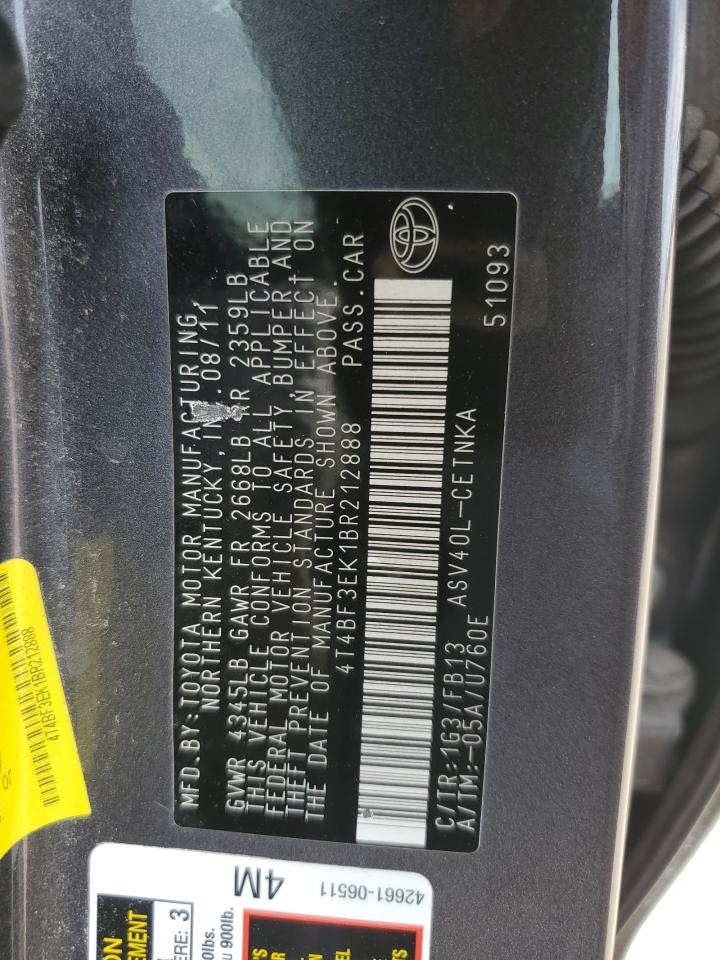 MFD.BY:TOYOTA MOTOR MANUFACTURING,
NORTHERN KENTUCKY, 08/11
GVWR 4345LB GAWR FR 2668LB RR 2359LB
THIS VEHICLE CONFORMS TO ALL APPLICABLE
FEDERAL MOTOR VEHICLE SAFETY, BUMPER AND
THEFT PREVENTION STANDARDS IN EFFECT ON
THE DATE OF MANUFACTURE SHOWN ABOVE.
4T4BF3EK1BR212888 PASS.CAR
C/TR:1G3/FB13 ASV40L-CETNKA
A/TM:-05A/U760E 51093
4T4BF3EK1BR212888
4M
42661-06511